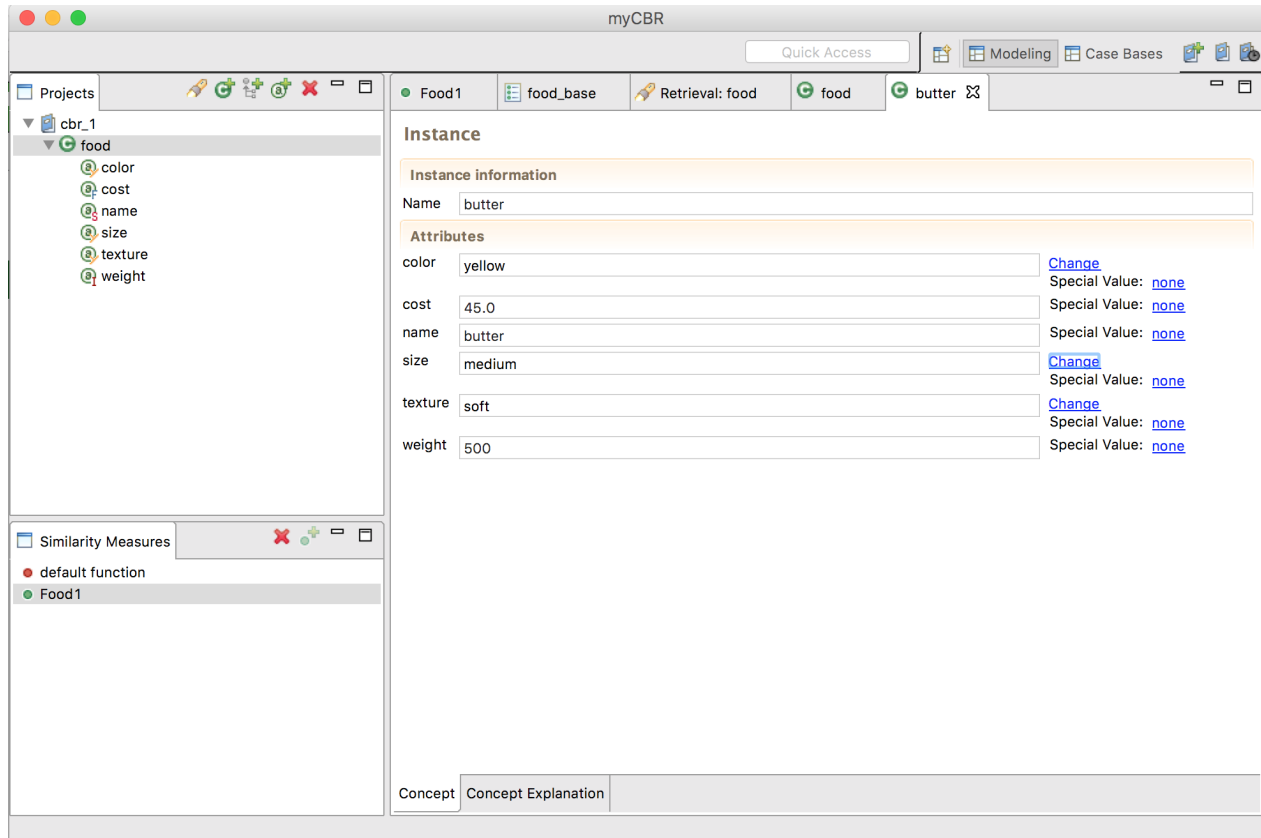 myCBR
Quick Access
Modeling
Case Bases
Projects
cbr_1
food
color
cost
name
size
texture
weight
Similarity Measures
default function
Food1
Food1
food_base
Retrieval: food
food
butter
Instance
Instance information
Name butter
Attributes
color yellow Change
Special Value: none
cost 45.0 Special Value: none
name butter Special Value: none
size medium Change
Special Value: none
texture soft Change
Special Value: none
weight 500 Special Value: none
Concept
Concept Explanation